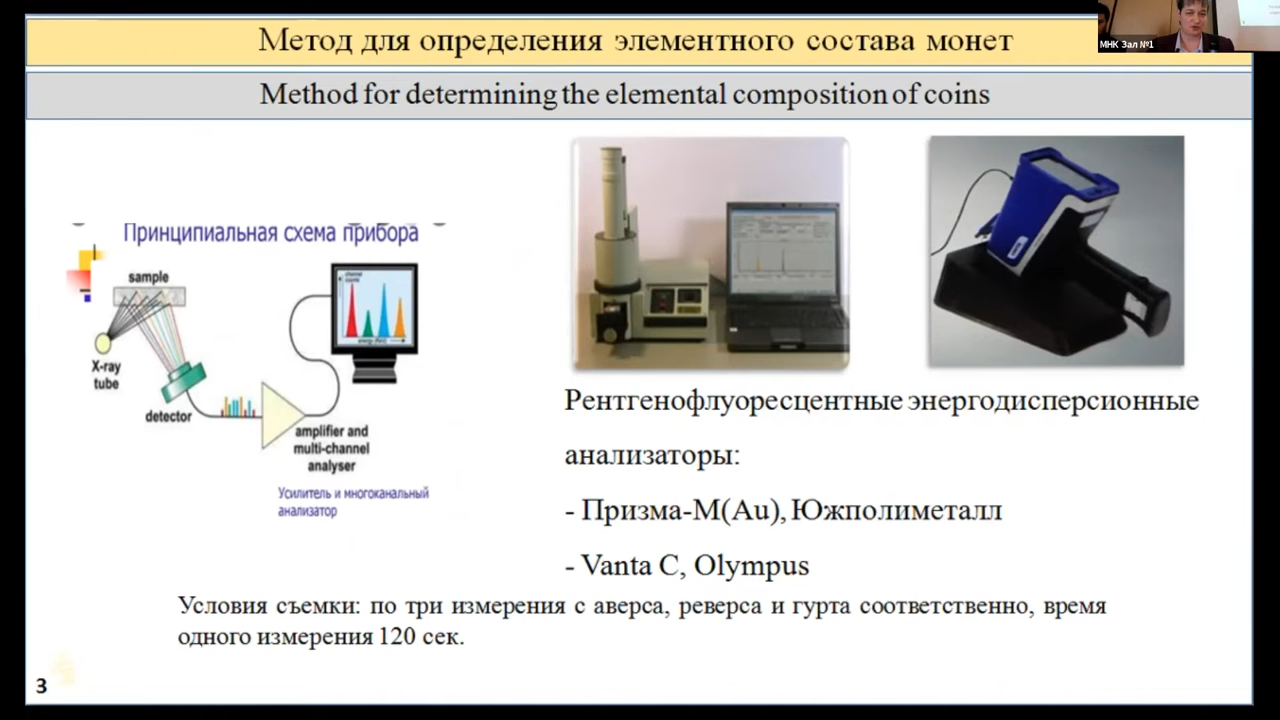 Метод для определения элементного состава монет
МНК Зал №1
Method for determining the elemental composition of coins
Принципиальная схема прибора
sample
X-ray
tube
detector
amplifier and
multi-channel
analyser
Усилитель и многоканальный
анализатор
Рентгенофлуоресцентные энергодисперсионные
анализаторы:
- Призма-М(Au), Южполиметалл
- Vanta C, Olympus
Условия съемки: по три измерения с аверса, реверса и гурта соответственно, время
одного измерения 120 сек.
3